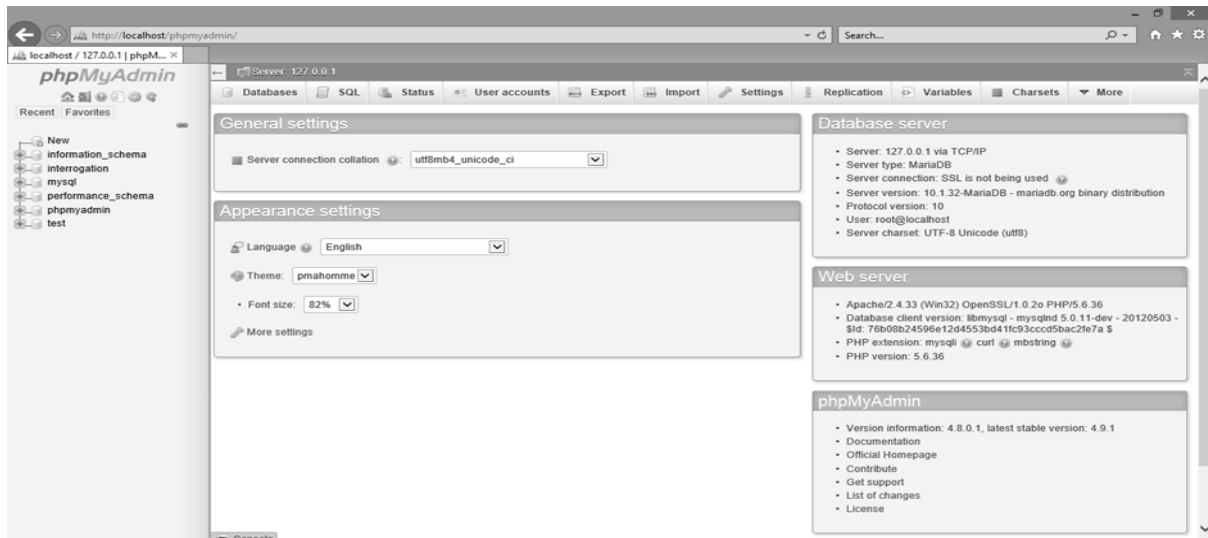 http://localhost/phpmyadmin/
Search...
localhost / 127.0.0.1 | phpM...
phpMyAdmin
Recent Favorites
New
information_schema
interrogation
mysql
performance_schema
phpmyadmin
test
Server: 127.0.0.1
Databases SQL Status User accounts Export Import Settings Replication Variables Charsets More
General settings
Server connection collation : utf8mb4_unicode_ci
Appearance settings
Language English
Theme: pmahomme
Font size: 82%
More settings
Database server
Server: 127.0.0.1 via TCP/IP
Server type: MariaDB
Server connection: SSL is not being used
Server version: 10.1.32-MariaDB - mariadb.org binary distribution
Protocol version: 10
User: root@localhost
Server charset: UTF-8 Unicode (utf8)
Web server
Apache/2.4.33 (Win32) OpenSSL/1.0.2o PHP/5.6.36
Database client version: libmysql - mysqlnd 5.0.11-dev - 20120503 -
$Id: 76b08b24596e12d4553bd41fc93cccd5bac2fe7a $
PHP extension: mysqli curl mbstring
PHP version: 5.6.36
phpMyAdmin
Version information: 4.8.0.1, latest stable version: 4.9.1
Documentation
Official Homepage
Contribute
Get support
List of changes
License
Console